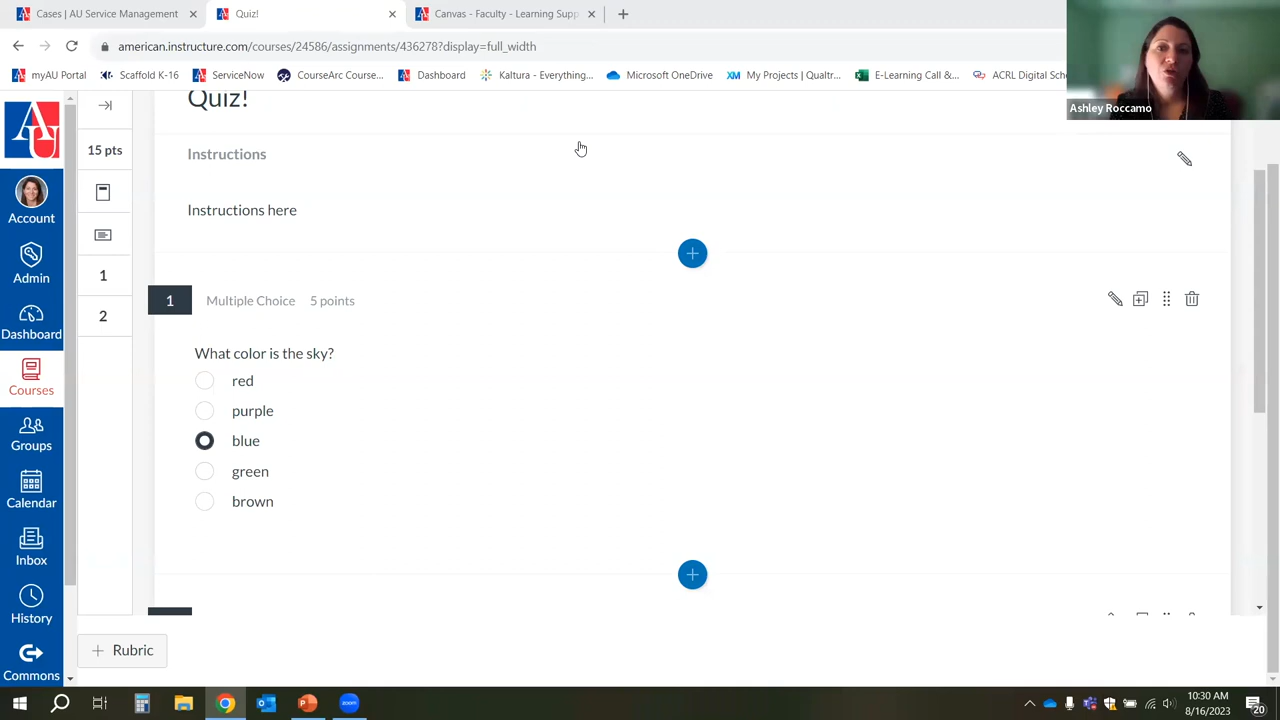 Cases | AU Service Management
Quiz!
Canvas - Faculty - Learning Supp
american.instructure.com/courses/24586/assignments/436278?display=full_width
myAU Portal
Scaffold K-16
ServiceNow
CourseArc Course...
Dashboard
Kaltura - Everything...
Microsoft OneDrive
XM My Projects (Qualtr...
E-Learning Call &...
ACRL Digital Sch
Ashley Roccamo
AU
Account
Admin
Dashboard
Courses
Groups
Calendar
Inbox
History
Commons
15 pts
1
2
Quiz!
Instructions
Instructions here
1 Multiple Choice 5 points
What color is the sky?
red
purple
blue
green
brown
+ Rubric
10:30 AM
8/16/2023
20